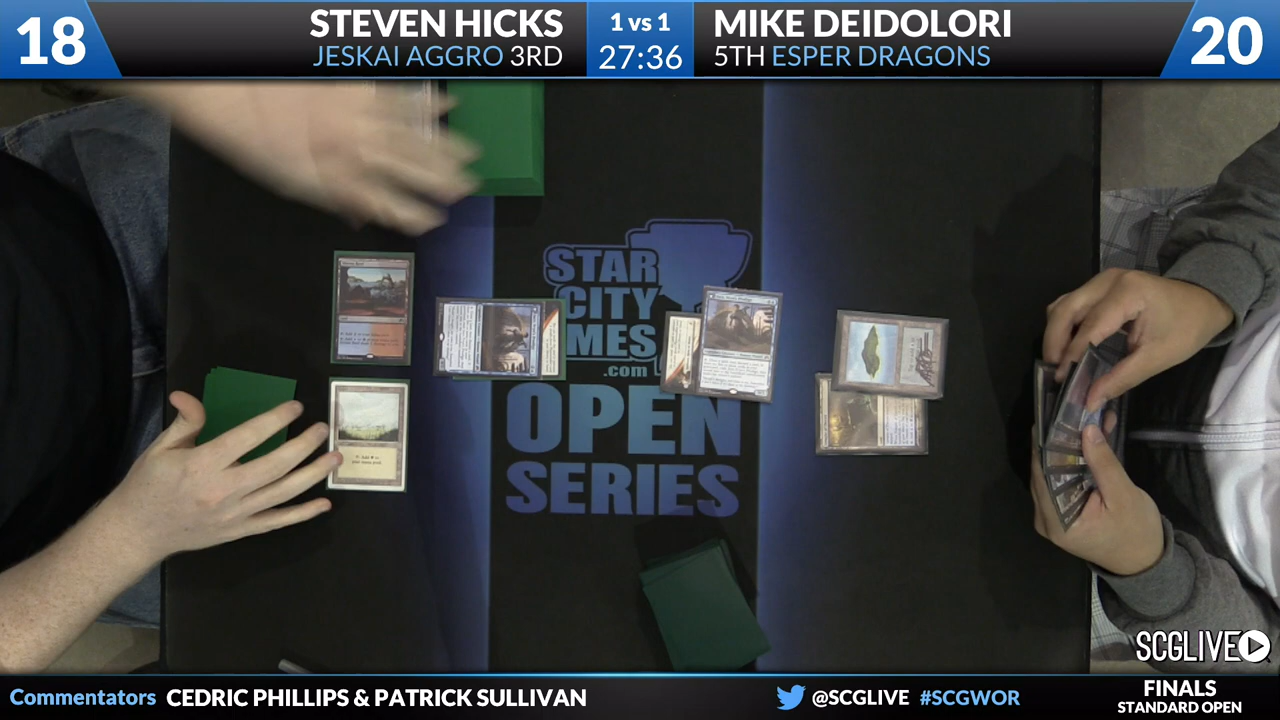 18
STEVEN HICKS
JESKAI AGGRO 3RD
1 vs 1
27:36
MIKE DEIDOLORI
5TH ESPER DRAGONS
20
STAR
CITY
.com
OPEN
SERIES
SCGLIVE
Commentators CEDRIC PHILLIPS & PATRICK SULLIVAN
@SCGLIVE #SCGWOR
FINALS
STANDARD OPEN